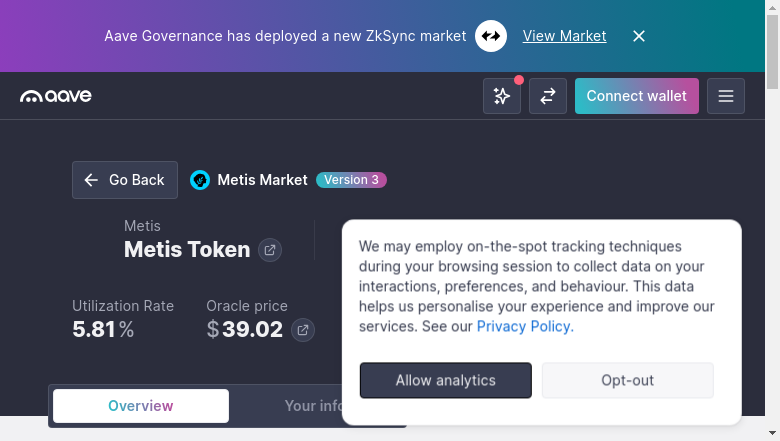 Aave Governance has deployed a new ZkSync market View Market
aave
Connect wallet
Go Back
Metis Market
Version 3
Metis
Metis Token
Utilization Rate
5.81%
Oracle price
$39.02
We may employ on-the-spot tracking techniques
during your browsing session to collect data on your
interactions, preferences, and behaviour. This data
helps us personalise your experience and improve our
services. See our Privacy Policy.
Allow analytics
Opt-out
Overview
Your info